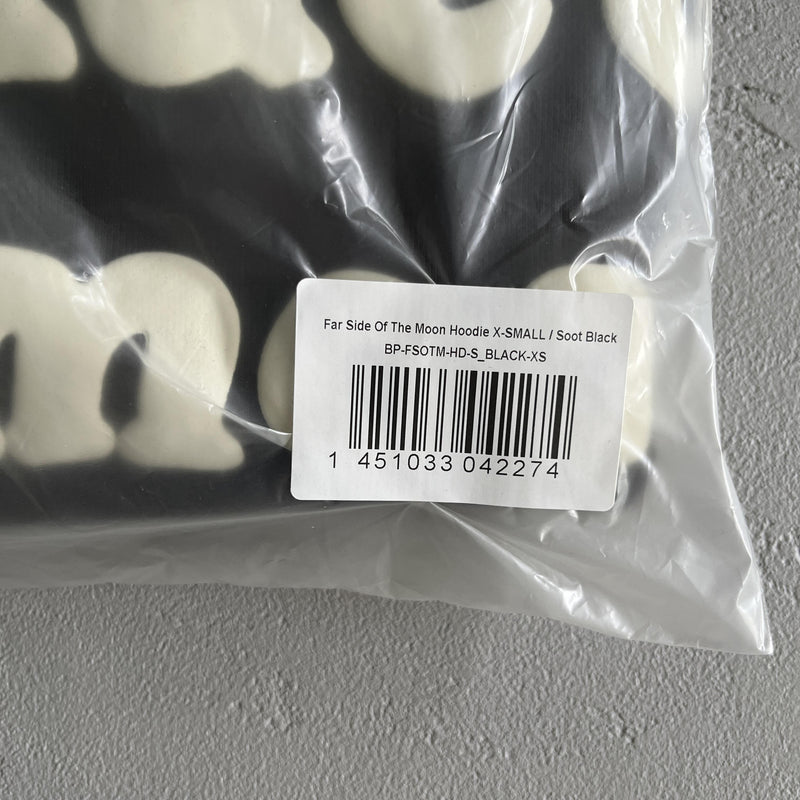 Far Side Of The Moon Hoodie X-SMALL / Soot Black
BP-FSOTM-HD-S_BLACK-XS
1 451033 042274